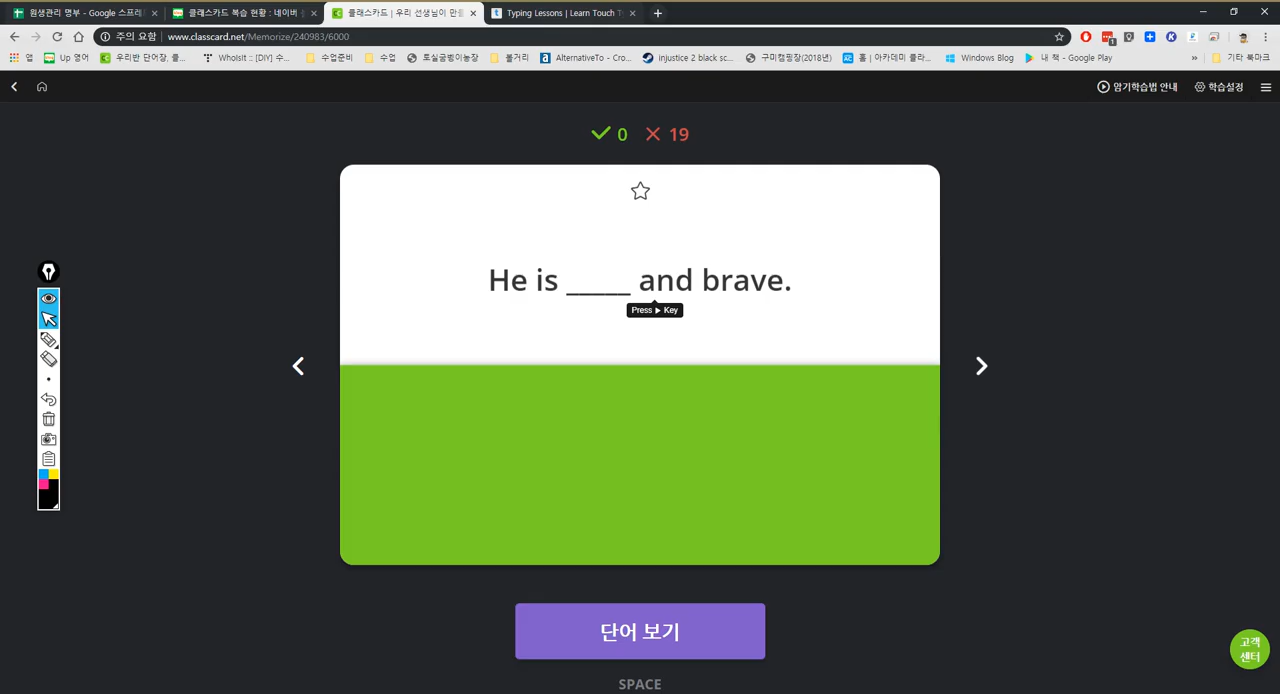 원생관리 명부 - Google 스프레
클래스카드 복습 현황 : 네이버
클래스카드 | 우리 선생님이 만들
Typing Lessons | Learn Touch T
주의 요함
www.classcard.net/Memorize/240983/6000
앱
Up 영어
우리반 단어장, 클...
WhoIst :: [DIY] 수...
수업준비
수업
토실굼벵이농장
볼거리
AlternativeTo - Cro...
injustice 2 black sc...
구미캠핑장(2018년)
홈 | 아카데미 클라...
Windows Blog
내 책 - Google Play
»
기타 북마크
암기학습법 안내
학습설정
0 19
He is _____ and brave.
Press ▶ Key
단어 보기
SPACE
고객
센터